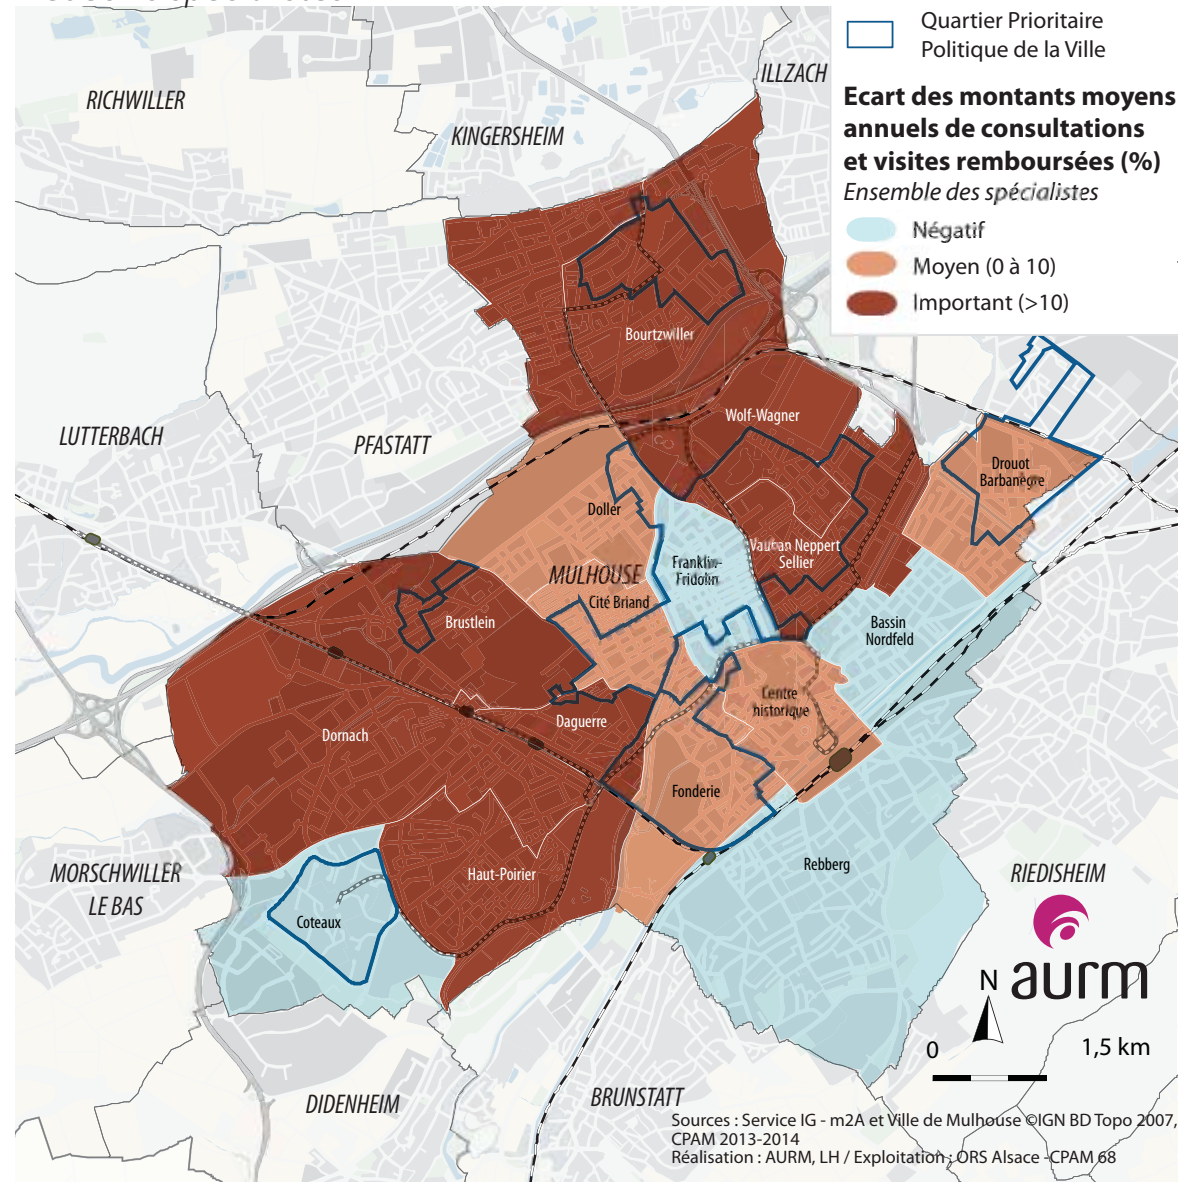 Quartier Prioritaire
Politique de la Ville
Ecart des montants moyens
annuels de consultations
et visites remboursées (%)
Ensemble des spécialistes
Négatif
Moyen (0 à 10)
Important (>10)
ILLZACH
RICHWILLER
KINGERSHEIM
Bourtzwiller
Wolf-Wagner
LUTTERBACH
PFASTATT
Drouot
Barbanègre
Doller
Vauban Neppert
Sellier
Franklin-
Fridolin
MULHOUSE
Cité Briand
Brustlein
Bassin
Nordfeld
Centre
historique
Daguerre
Dornach
Fonderie
Rebberg
Haut-Poirier
MORSCHWILLER
LE BAS
RIEDISHEIM
Coteaux
aurm
N
0
1,5 km
DIDENHEIM
BRUNSTATT
Sources : Service IG - m2A et Ville de Mulhouse ©IGN BD Topo 2007,
CPAM 2013-2014
Réalisation : AURM, LH / Exploitation : ORS Alsace -CPAM 68